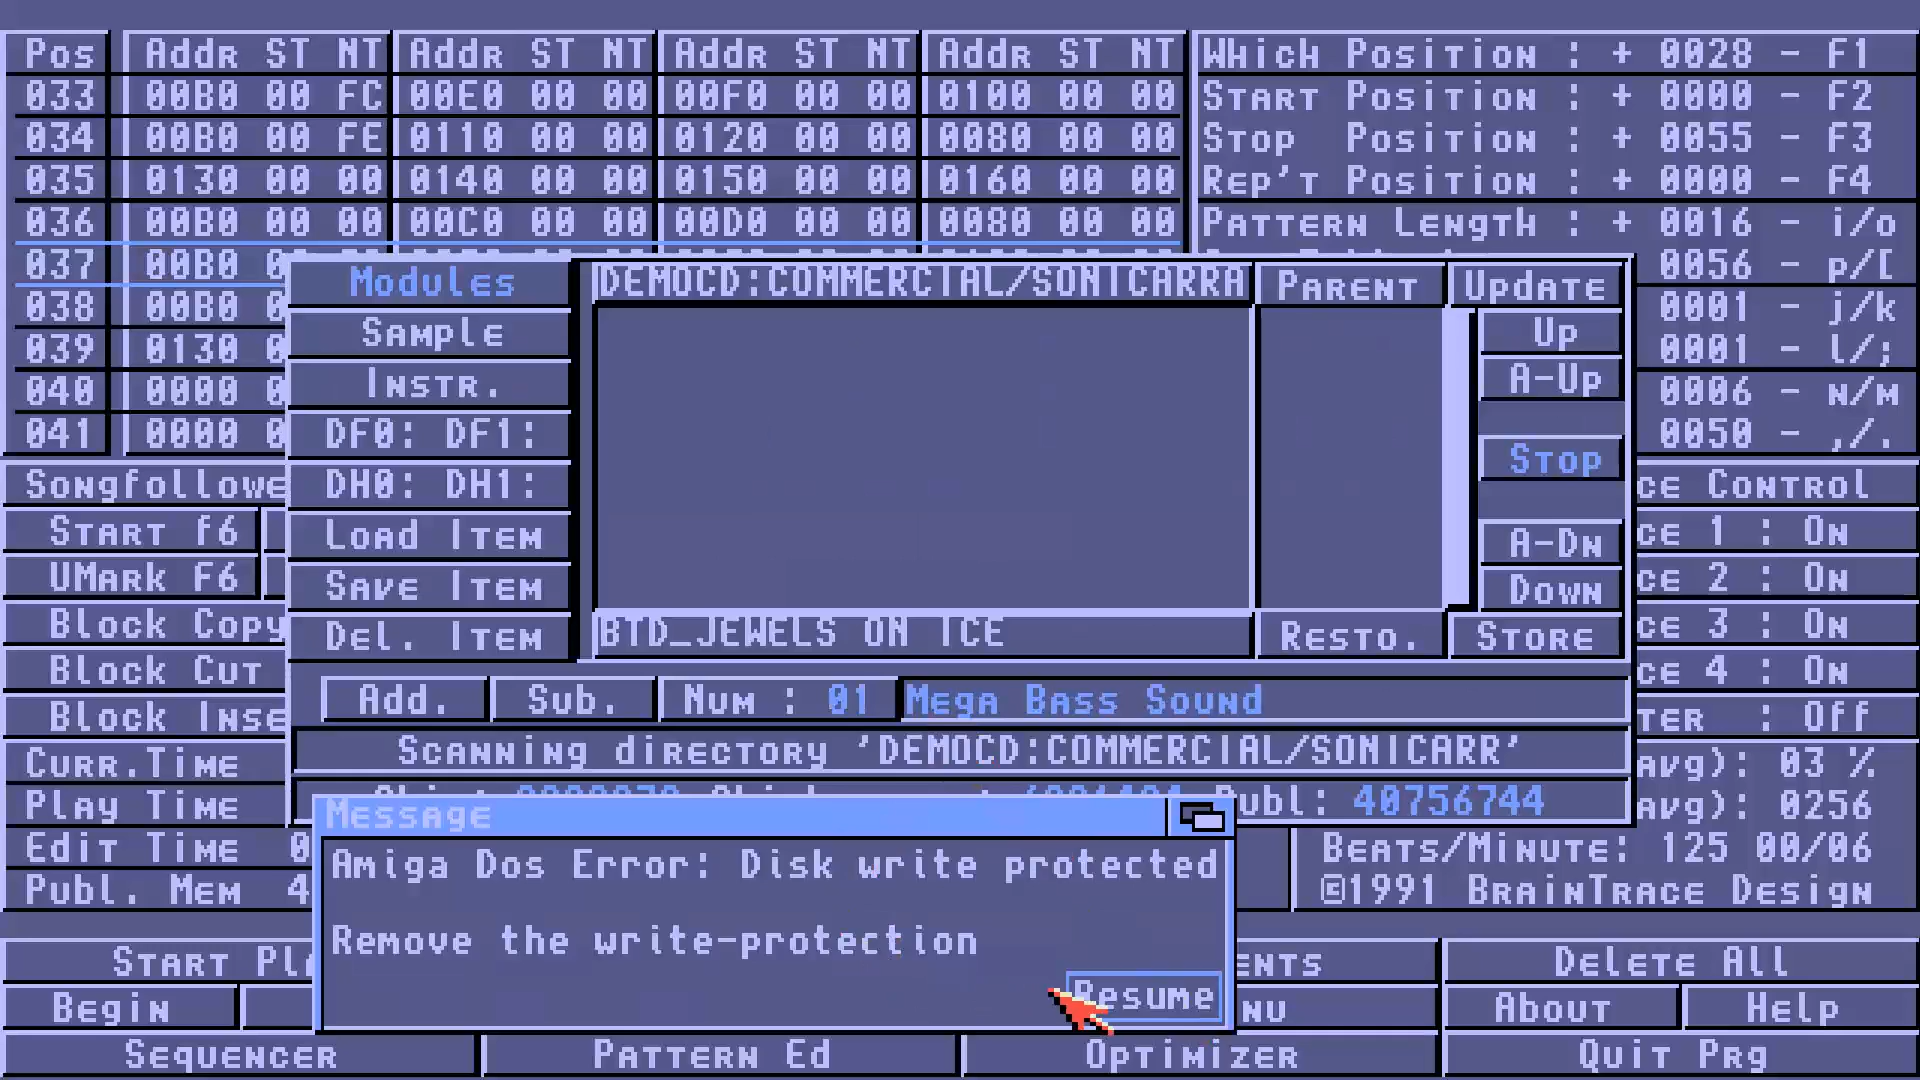 Pos Addr ST NT Addr ST NT Addr ST NT Addr ST NT Which Position : + 0028 - F1
033 00B0 00 FC 00E0 00 00 00F0 00 00 0100 00 00 Start Position : + 0000 - F2
034 00B0 00 FE 0110 00 00 0120 00 00 0080 00 00 Stop Position : + 0055 - F3
035 0130 00 00 0140 00 00 0150 00 00 0160 00 00 Rep't Position : + 0000 - F4
036 00B0 00 00 00C0 00 00 00D0 00 00 0080 00 00 Pattern Length : + 0016 - i/o
037 00B0 0056 - p/[
038 00B0 0001 - j/k
039 0130 0001 - l/;
040 0000 0006 - n/m
041 0000 0050 - ,/.
Modules DEMOCD:COMMERCIAL/SONICARRA Parent Update
Sample Up
Instr. A-Up
DF0: DF1: Stop
DH0: DH1:
Load Item A-Dn
Save Item Down
Del. Item BTD_JEWELS ON ICE Resto. Store
Add. Sub. Num : 01 Mega Bass Sound
Scanning directory 'DEMOCD:COMMERCIAL/SONICARR'
Publ: 40756744
Songfollowe ce Control
Start f6 ce 1 : On
UMark F6 ce 2 : On
Block Copy ce 3 : On
Block Cut ce 4 : On
Block Inse ter : Off
Curr.Time avg): 03 %
Play Time avg): 0256
Edit Time 0 Beats/Minute: 125 00/06
Publ. Mem 4 ©1991 BrainTrace Design
Message
Amiga Dos Error: Disk write protected
Remove the write-protection
Resume
Start Pla ents Delete All
Begin nu About Help
Sequencer Pattern Ed Optimizer Quit Prg